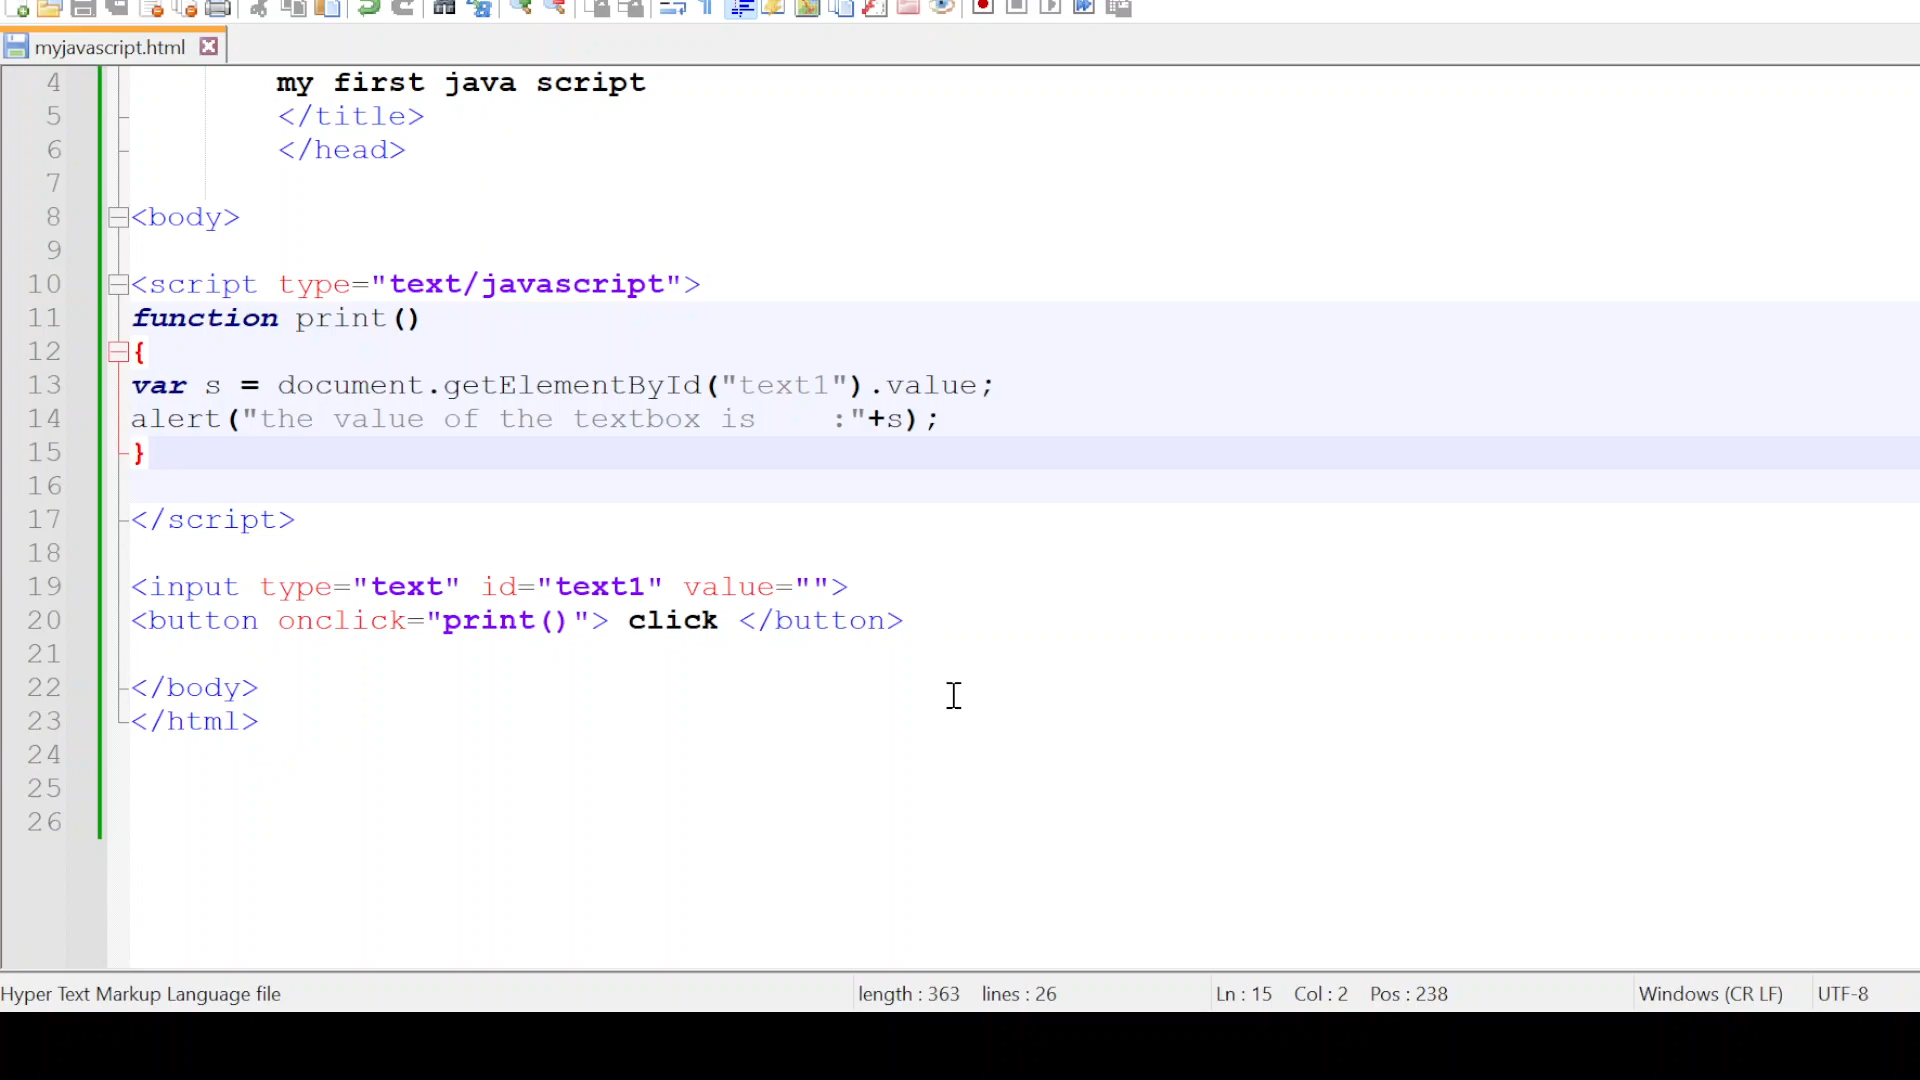 myjavascript.html
4 my first java script
5 </title>
6 </head>
7
8 <body>
9
10 <script type="text/javascript">
11 function print()
12 {
13 var s = document.getElementById("text1").value;
14 alert("the value of the textbox is    :"+s);
15 }
16
17 </script>
18
19 <input type="text" id="text1" value="">
20 <button onclick="print()"> click </button>
21
22 </body>
23 </html>
24
25
26
Hyper Text Markup Language file length : 363 lines : 26 Ln : 15 Col : 2 Pos : 238 Windows (CR LF) UTF-8